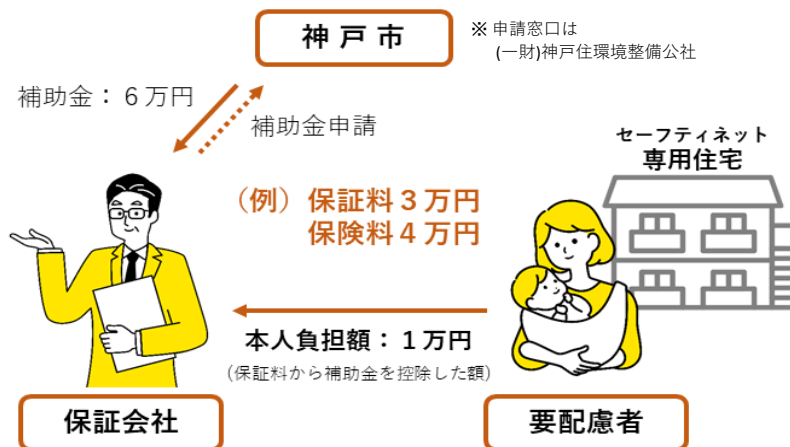 神戸市
※ 申請窓口は
(一財)神戸住環境整備公社
補助金：６万円
補助金申請
セーフティネット
専用住宅
（例）保証料３万円
保険料４万円
本人負担額：１万円
(保証料から補助金を控除した額)
保証会社
要配慮者